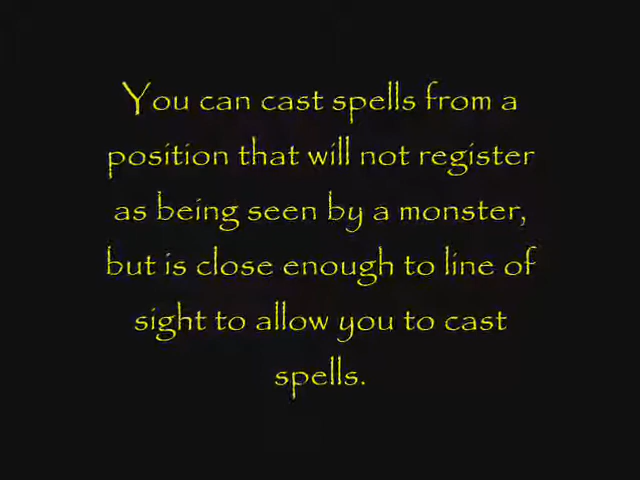 You can cast spells from a
position that will not register
as being seen by a monster,
but is close enough to line of
sight to allow you to cast
spells.